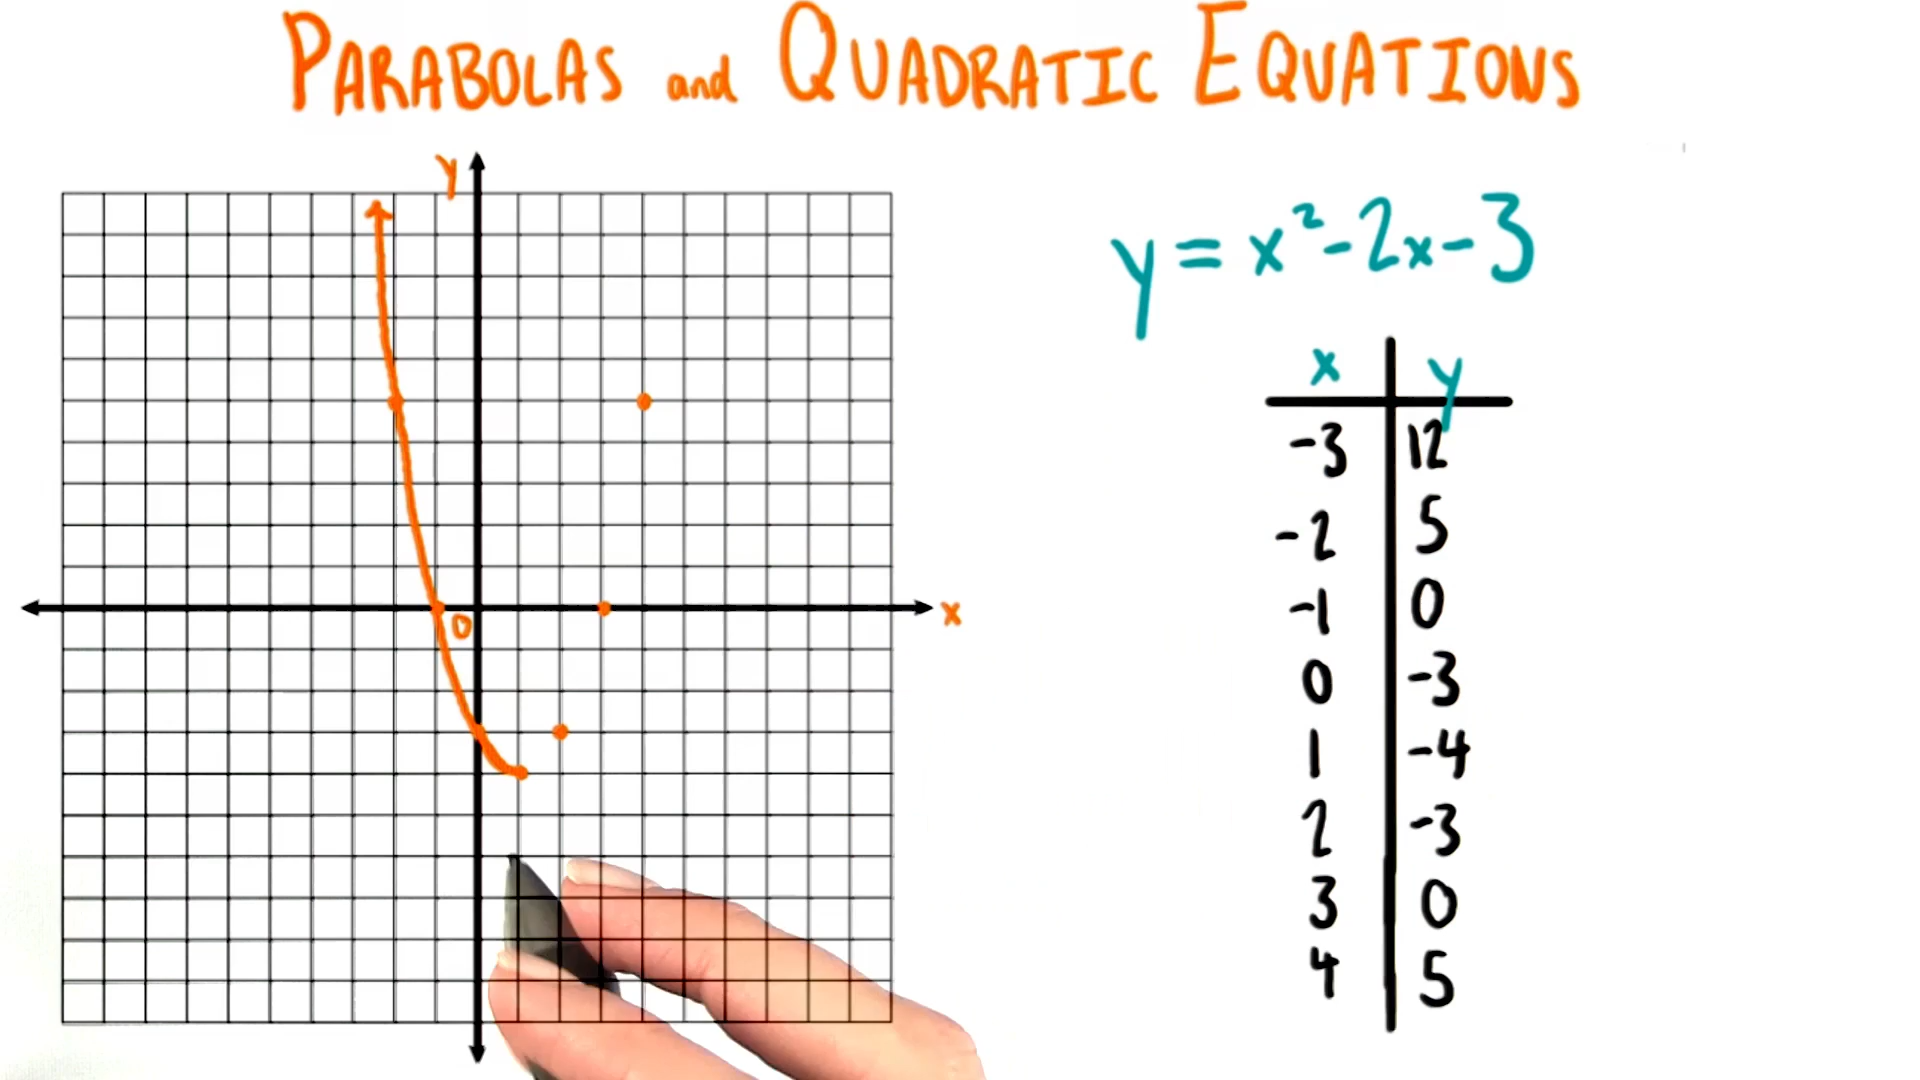 PARABOLAS and QUADRATIC EQUATIONS
y
y = x² - 2x - 3
x y
-3 12
-2 5
-1 0
0 x
0 -3
1 -4
2 -3
3 0
4 5